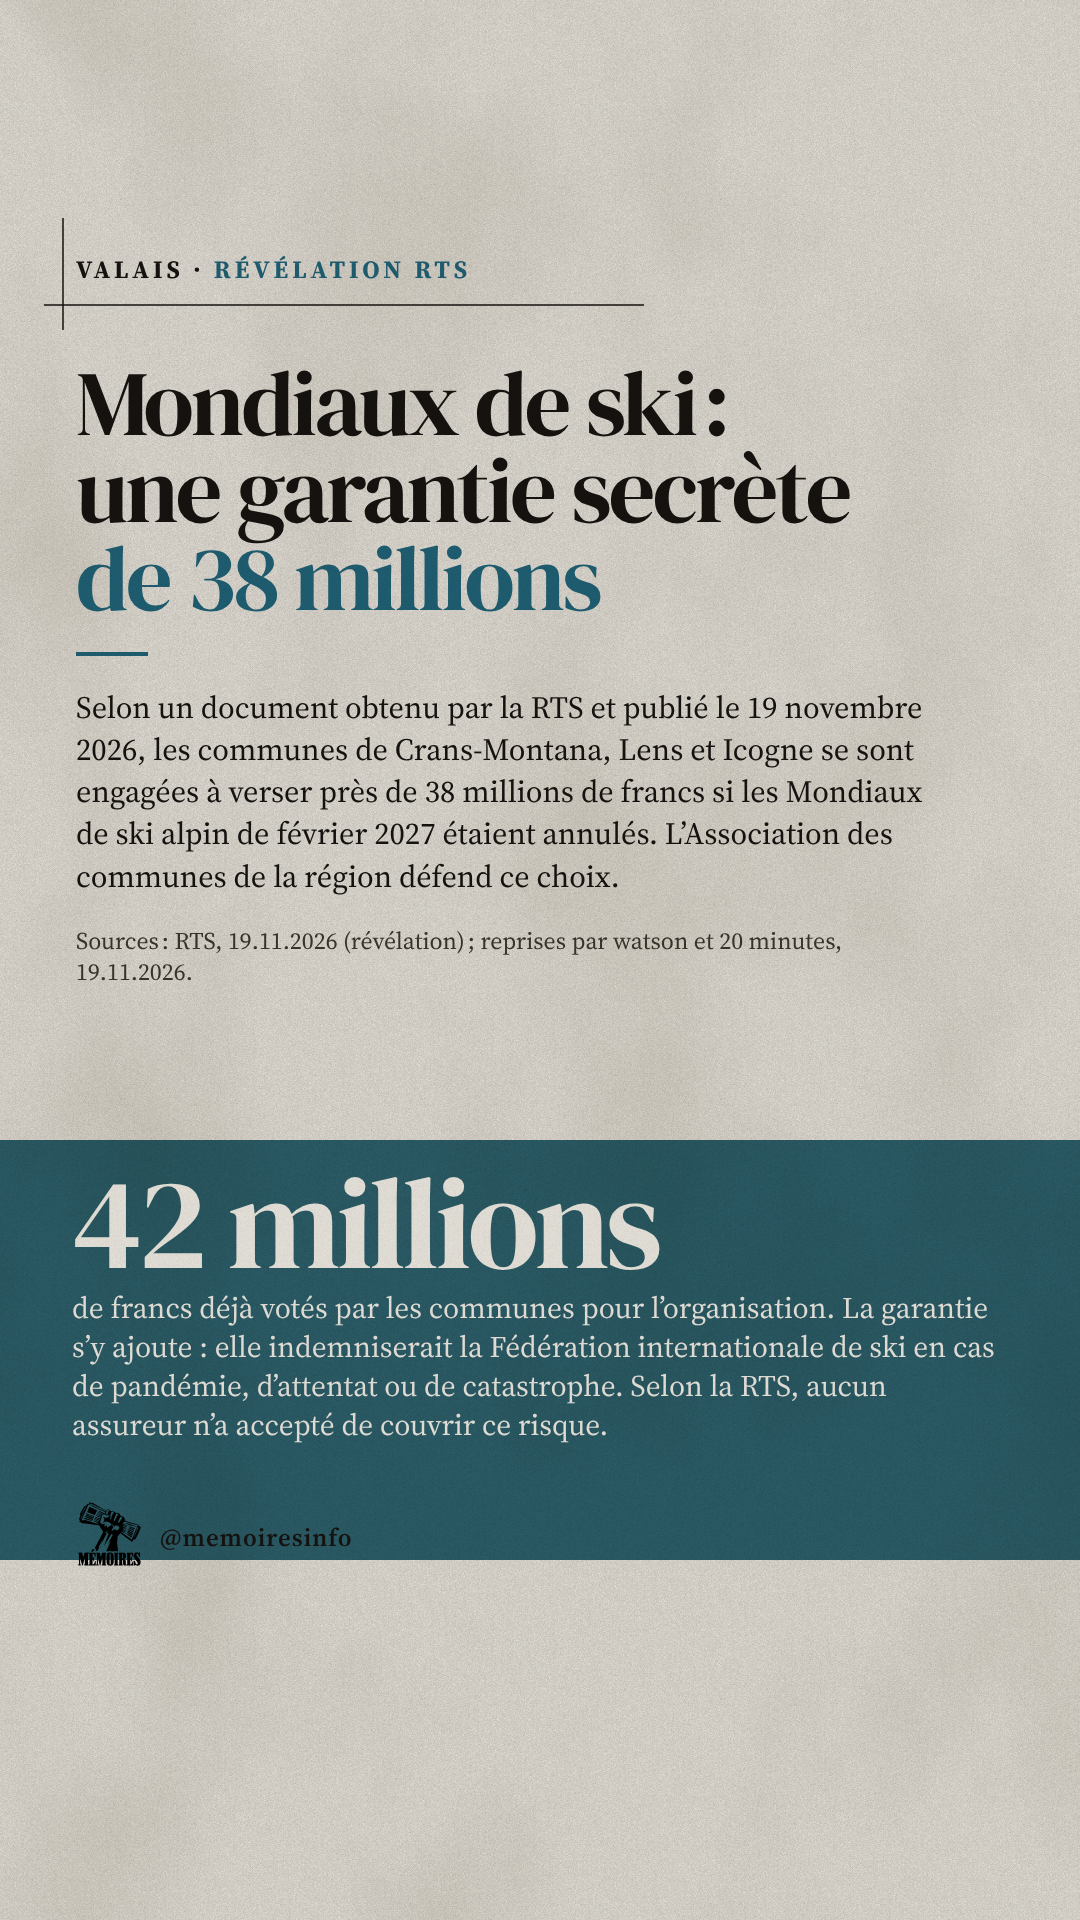 VALAIS · RÉVÉLATION RTS
Mondiaux de ski :
une garantie secrète
de 38 millions
Selon un document obtenu par la RTS et publié le 19 novembre
2026, les communes de Crans-Montana, Lens et Icogne se sont
engagées à verser près de 38 millions de francs si les Mondiaux
de ski alpin de février 2027 étaient annulés. L’Association des
communes de la région défend ce choix.
Sources : RTS, 19.11.2026 (révélation) ; reprises par watson et 20 minutes,
19.11.2026.
42 millions
de francs déjà votés par les communes pour l’organisation. La garantie
s’y ajoute : elle indemniserait la Fédération internationale de ski en cas
de pandémie, d’attentat ou de catastrophe. Selon la RTS, aucun
assureur n’a accepté de couvrir ce risque.
MÉMOIRES
@memoiresinfo